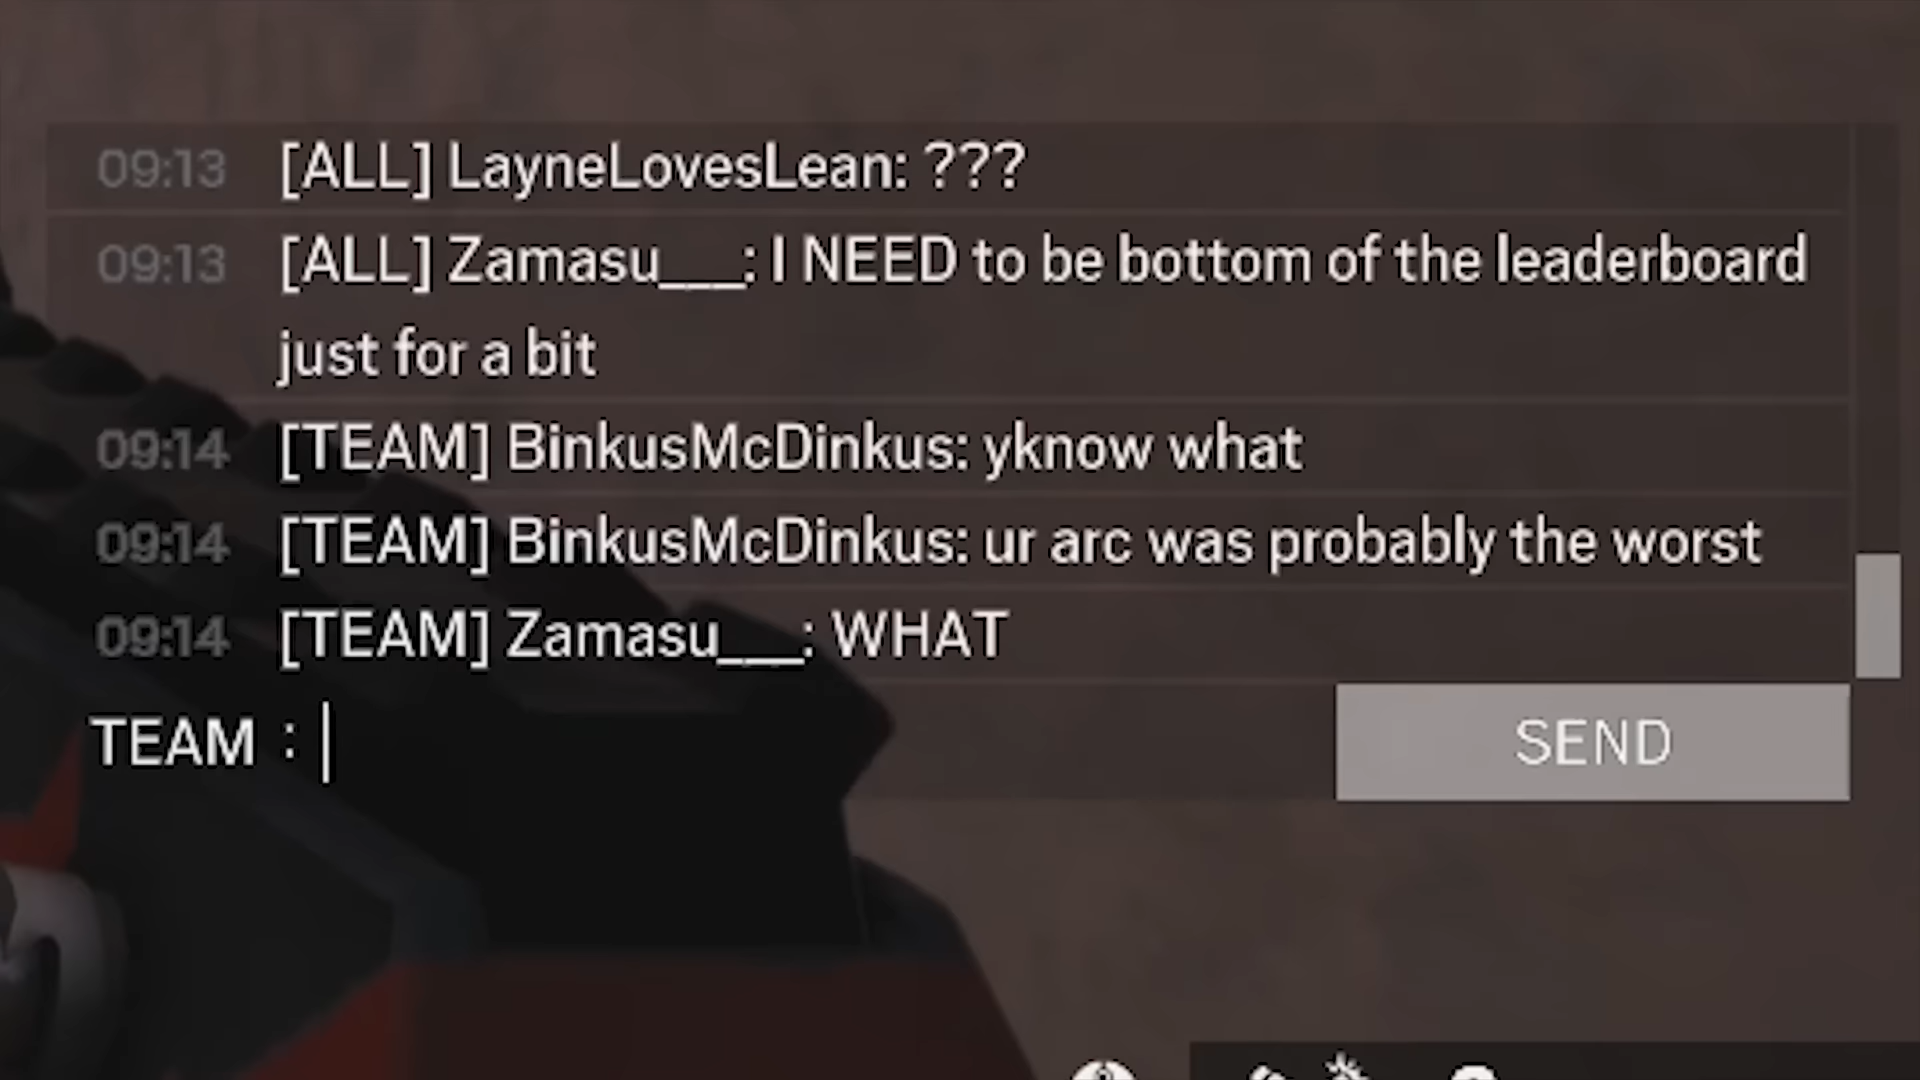 09:13 [ALL] LayneLovesLean: ???
09:13 [ALL] Zamasu___: I NEED to be bottom of the leaderboard
just for a bit
09:14 [TEAM] BinkusMcDinkus: yknow what
09:14 [TEAM] BinkusMcDinkus: ur arc was probably the worst
09:14 [TEAM] Zamasu___: WHAT
TEAM : SEND